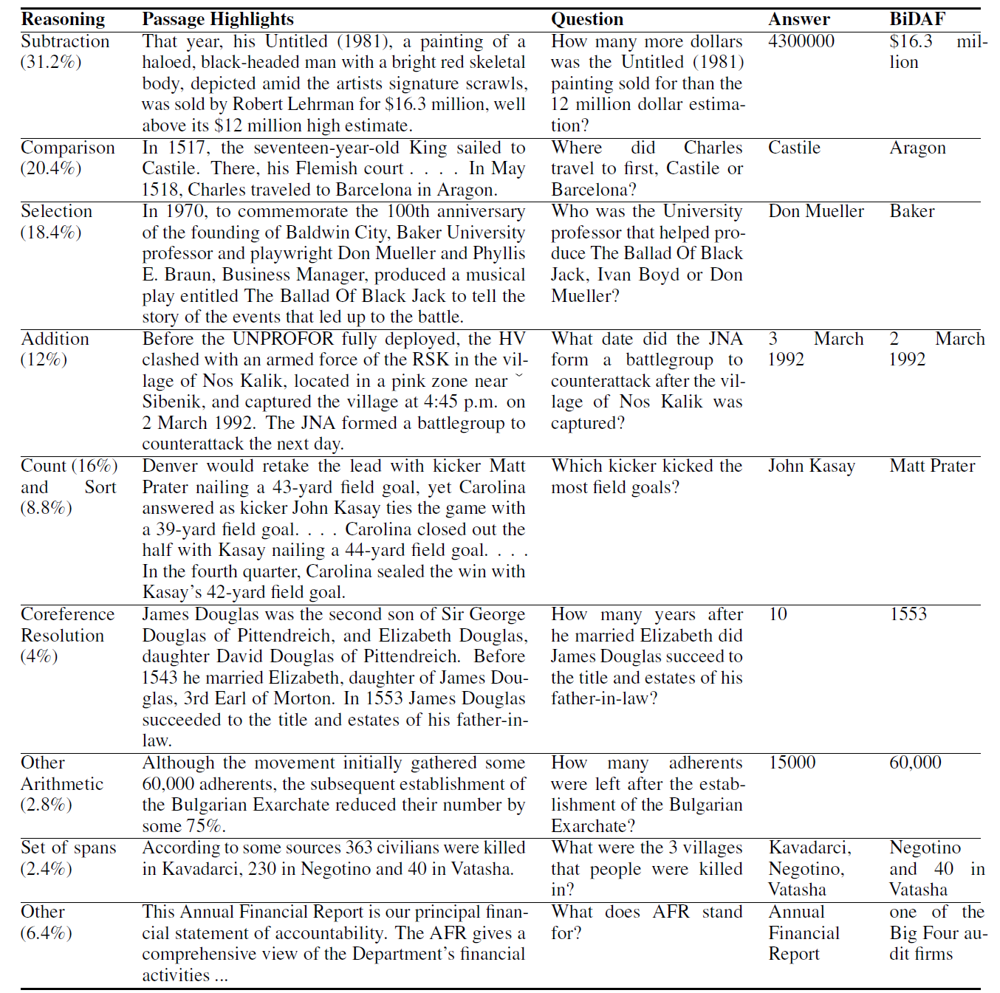 Reasoning Passage Highlights Question Answer BiDAF
Subtraction That year, his Untitled (1981), a painting of a How many more dollars 4300000 $16.3 mil-
(31.2%) haloed, black-headed man with a bright red skeletal was the Untitled (1981) lion
body, depicted amid the artists signature scrawls, painting sold for than the
was sold by Robert Lehrman for $16.3 million, well 12 million dollar estima-
above its $12 million high estimate. tion?
Comparison In 1517, the seventeen-year-old King sailed to Where did Charles Castile Aragon
(20.4%) Castile. There, his Flemish court . . . . In May travel to first, Castile or
1518, Charles traveled to Barcelona in Aragon. Barcelona?
Selection In 1970, to commemorate the 100th anniversary Who was the University Don Mueller Baker
(18.4%) of the founding of Baldwin City, Baker University professor that helped pro-
professor and playwright Don Mueller and Phyllis duce The Ballad Of Black
E. Braun, Business Manager, produced a musical Jack, Ivan Boyd or Don
play entitled The Ballad Of Black Jack to tell the Mueller?
story of the events that led up to the battle.
Addition Before the UNPROFOR fully deployed, the HV What date did the JNA 3 March 2 March
(12%) clashed with an armed force of the RSK in the vil- form a battlegroup to 1992 1992
lage of Nos Kalik, located in a pink zone near ˘ counterattack after the vil-
Sibenik, and captured the village at 4:45 p.m. on lage of Nos Kalik was
2 March 1992. The JNA formed a battlegroup to captured?
counterattack the next day.
Count (16%) Denver would retake the lead with kicker Matt Which kicker kicked the John Kasay Matt Prater
and Sort Prater nailing a 43-yard field goal, yet Carolina most field goals?
(8.8%) answered as kicker John Kasay ties the game with
a 39-yard field goal. . . . Carolina closed out the
half with Kasay nailing a 44-yard field goal. . . .
In the fourth quarter, Carolina sealed the win with
Kasay's 42-yard field goal.
Coreference James Douglas was the second son of Sir George How many years after 10 1553
Resolution Douglas of Pittendreich, and Elizabeth Douglas, he married Elizabeth did
(4%) daughter David Douglas of Pittendreich. Before James Douglas succeed to
1543 he married Elizabeth, daughter of James Dou- the title and estates of his
glas, 3rd Earl of Morton. In 1553 James Douglas father-in-law?
succeeded to the title and estates of his father-in-
law.
Other Although the movement initially gathered some How many adherents 15000 60,000
Arithmetic 60,000 adherents, the subsequent establishment of were left after the estab-
(2.8%) the Bulgarian Exarchate reduced their number by lishment of the Bulgarian
some 75%. Exarchate?
Set of spans According to some sources 363 civilians were killed What were the 3 villages Kavadarci, Negotino
(2.4%) in Kavadarci, 230 in Negotino and 40 in Vatasha. that people were killed Negotino, and 40 in
in? Vatasha Vatasha
Other This Annual Financial Report is our principal finan- What does AFR stand Annual one of the
(6.4%) cial statement of accountability. The AFR gives a for? Financial Big Four au-
comprehensive view of the Department's financial Report dit firms
activities ...